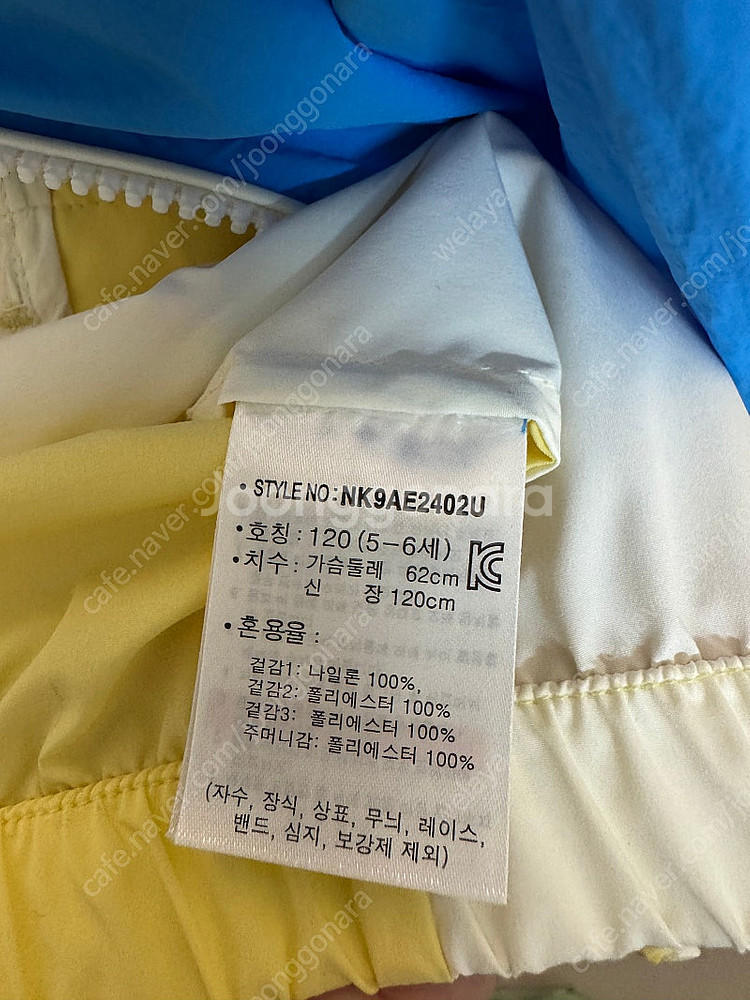 • STYLE NO : NK9AE2402U
• 호칭 : 120 (5-6세)
• 치수 : 가슴둘레 62cm
신 장 120cm
• 혼용율 :
겉감1: 나일론 100%,
겉감2: 폴리에스터 100%
겉감3: 폴리에스터 100%
주머니감: 폴리에스터 100%
(자수, 장식, 상표, 무늬, 레이스,
밴드, 심지, 보강제 제외)
Joonggonara
cafe.naver.com/joonggonara
welaya